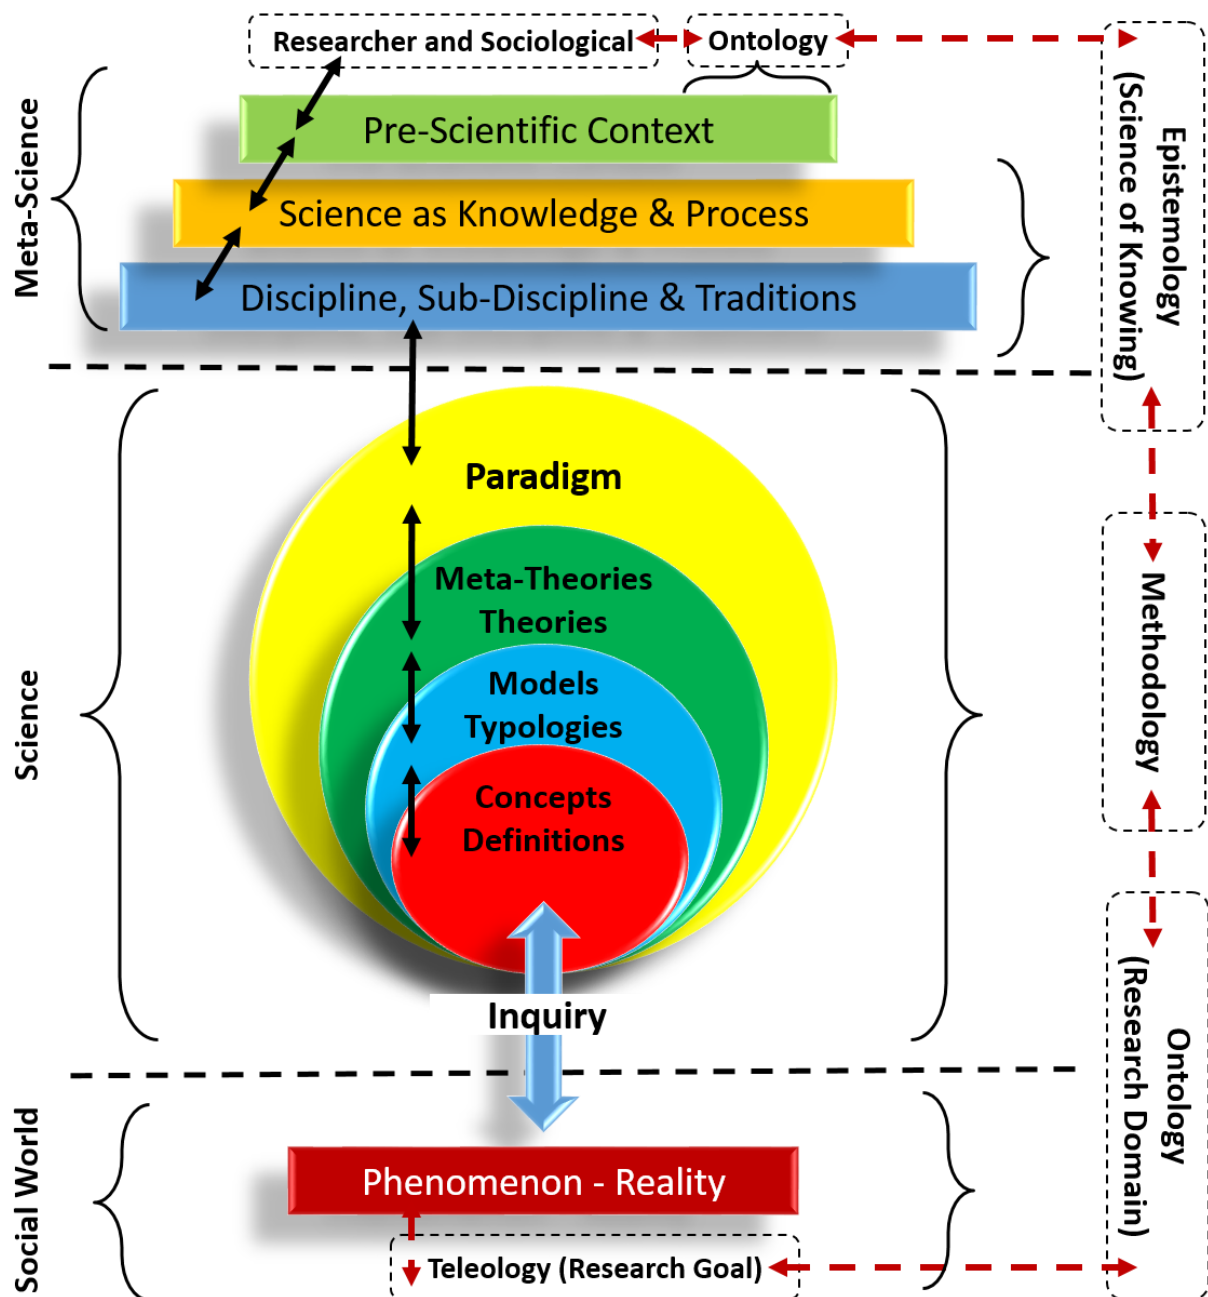 Researcher and Sociological
Ontology
Pre-Scientific Context
Science as Knowledge & Process
Discipline, Sub-Discipline & Traditions
Meta-Science
Epistemology
(Science of Knowing)
Paradigm
Meta-Theories
Theories
Models
Typologies
Concepts
Definitions
Inquiry
Science
Methodology
Phenomenon - Reality
Teleology (Research Goal)
Social World
Ontology
(Research Domain)